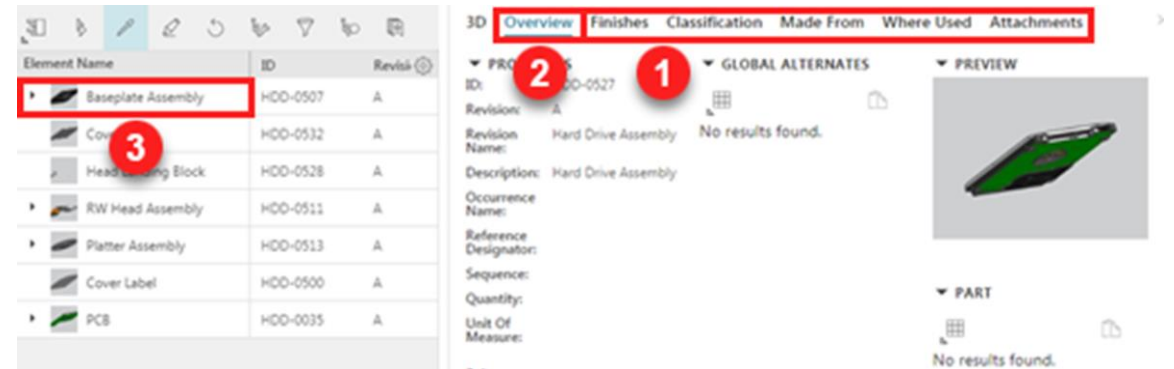 3D Overview Finishes Classification Made From Where Used Attachments
Element Name ID Revisi
Baseplate Assembly HDD-0507 A
HDD-0532 A
Head Landing Block HDD-0528 A
RW Head Assembly HDD-0511 A
Platter Assembly HDD-0513 A
Cover Label HDD-0500 A
PCB HDD-0035 A
3
2
1
ID:
Revision: A
Revision Name: Hard Drive Assembly
Description: Hard Drive Assembly
Occurrence
Name:
Reference
Designator:
Sequence:
Quantity:
Unit Of
Measure:
GLOBAL ALTERNATES
No results found.
PREVIEW
PART
No results found.